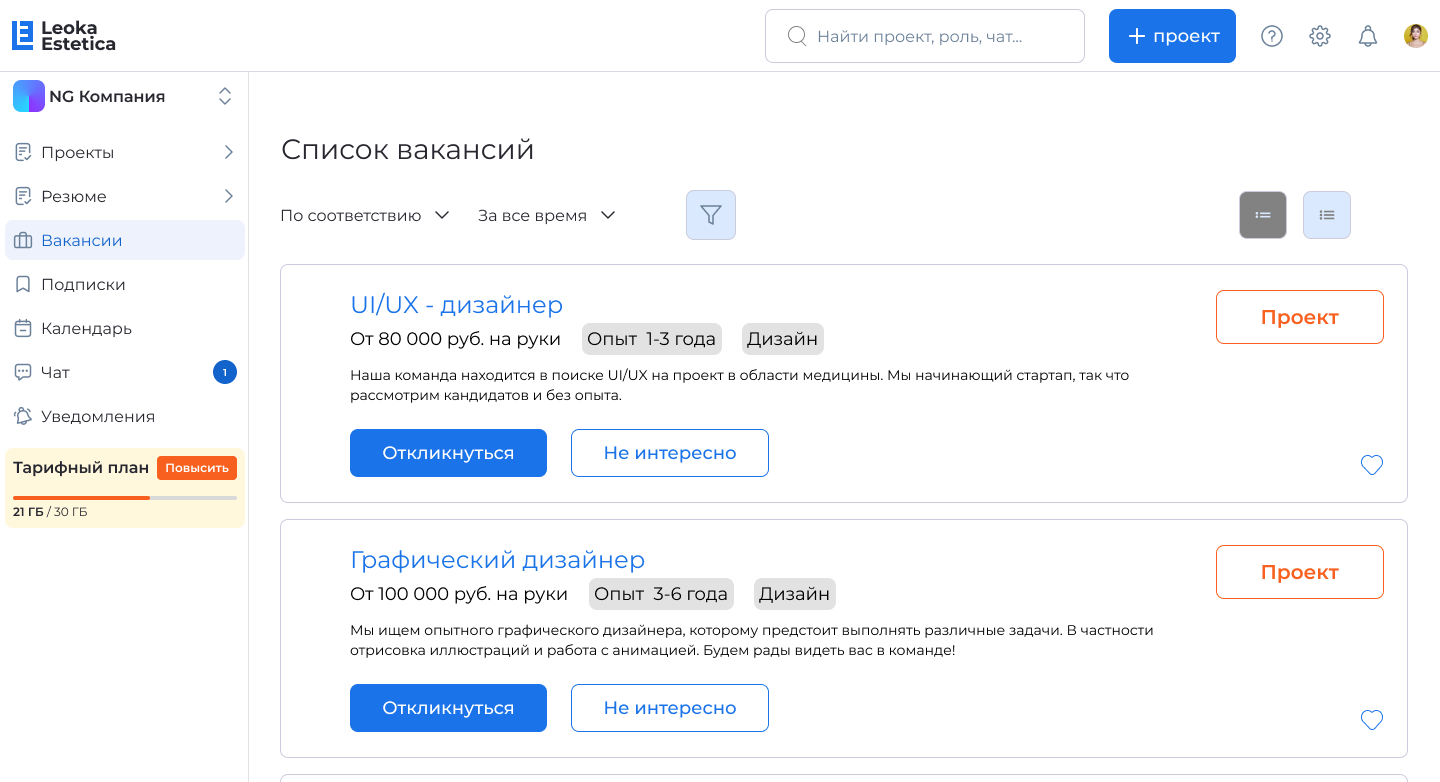 Leoka
Estetica
Найти проект, роль, чат...
проект
NG Компания
Проекты
Резюме
Вакансии
Подписки
Календарь
Чат
1
Уведомления
Тарифный план
Повысить
21 ГБ / 30 ГБ
Список вакансий
По соответствию
За все время
UI/UX - дизайнер
Проект
От 80 000 руб. на руки
Опыт 1-3 года
Дизайн
Наша команда находится в поиске UI/UX на проект в области медицины. Мы начинающий стартап, так что
рассмотрим кандидатов и без опыта.
Откликнуться
Не интересно
Графический дизайнер
Проект
От 100 000 руб. на руки
Опыт 3-6 года
Дизайн
Мы ищем опытного графического дизайнера, которому предстоит выполнять различные задачи. В частности
отрисовка иллюстраций и работа с анимацией. Будем рады видеть вас в команде!
Откликнуться
Не интересно